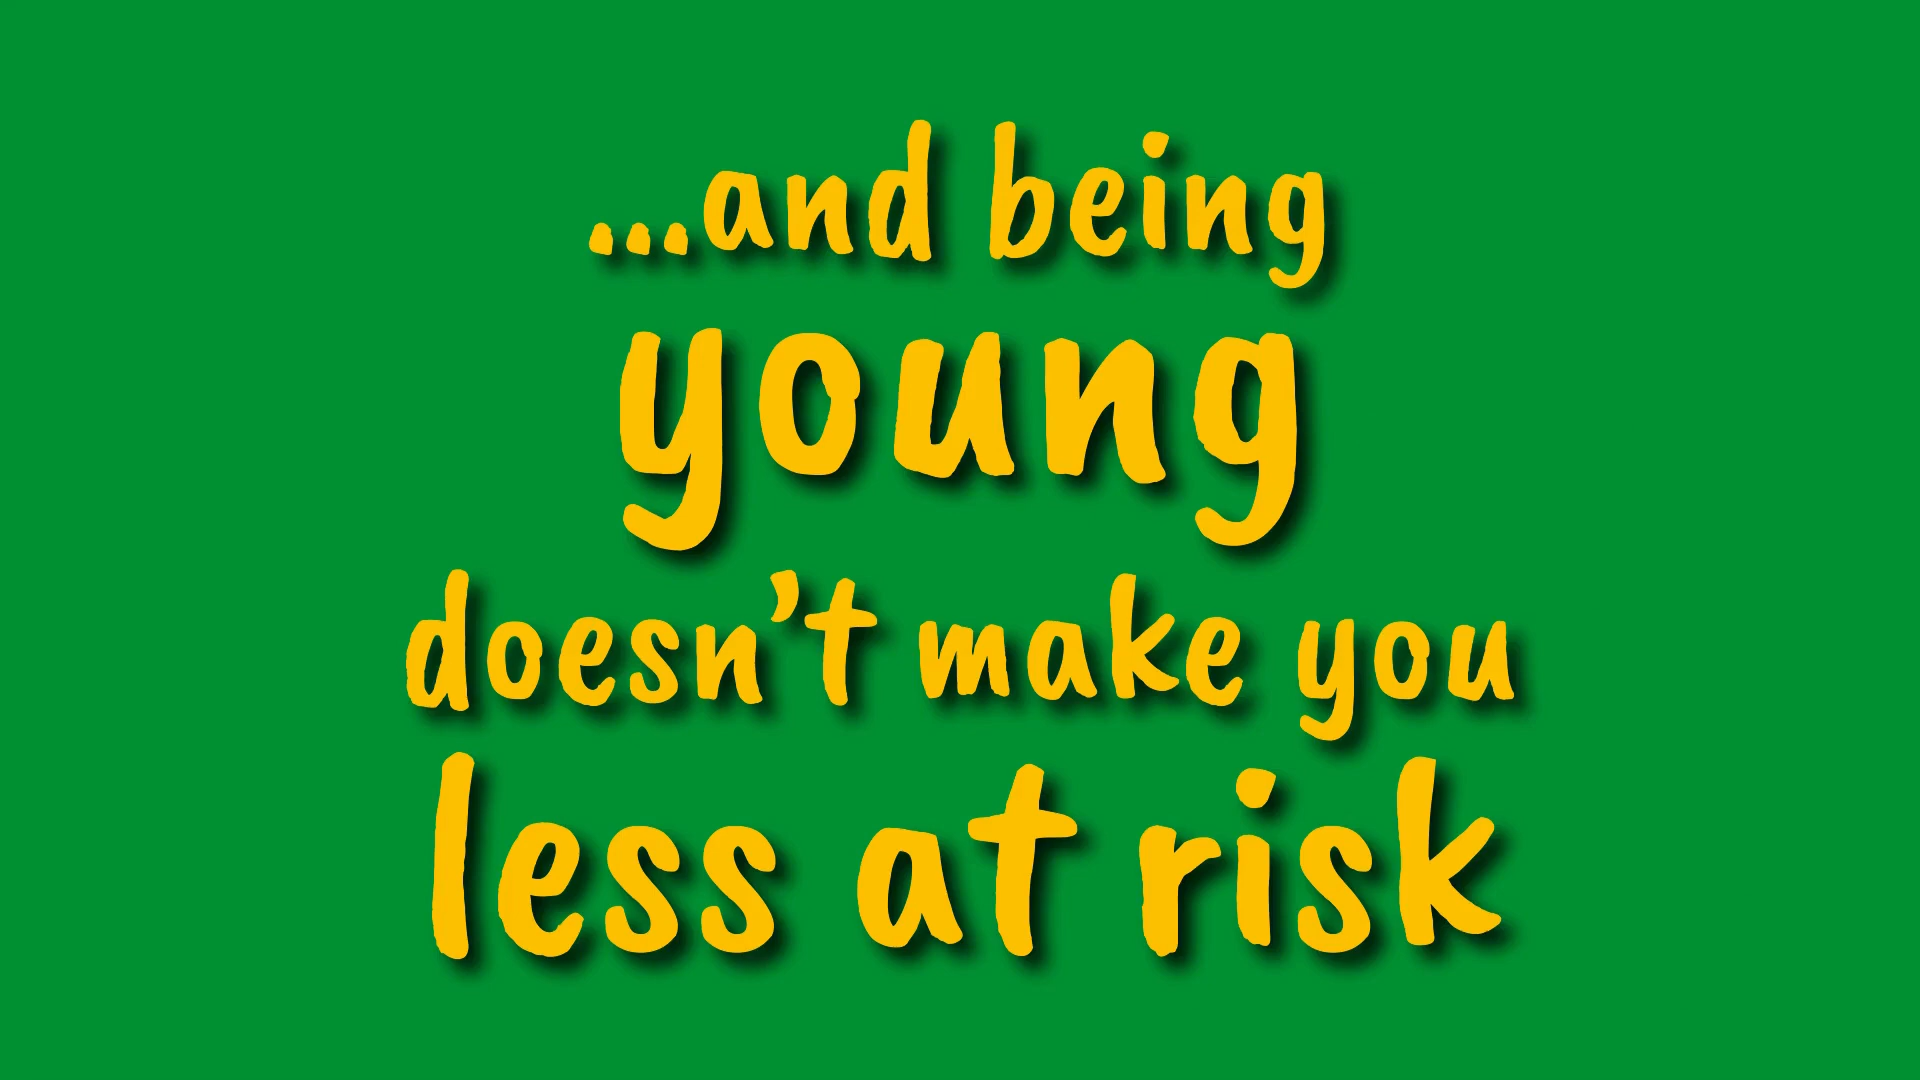 ...and being
young
doesn’t make you
less at risk